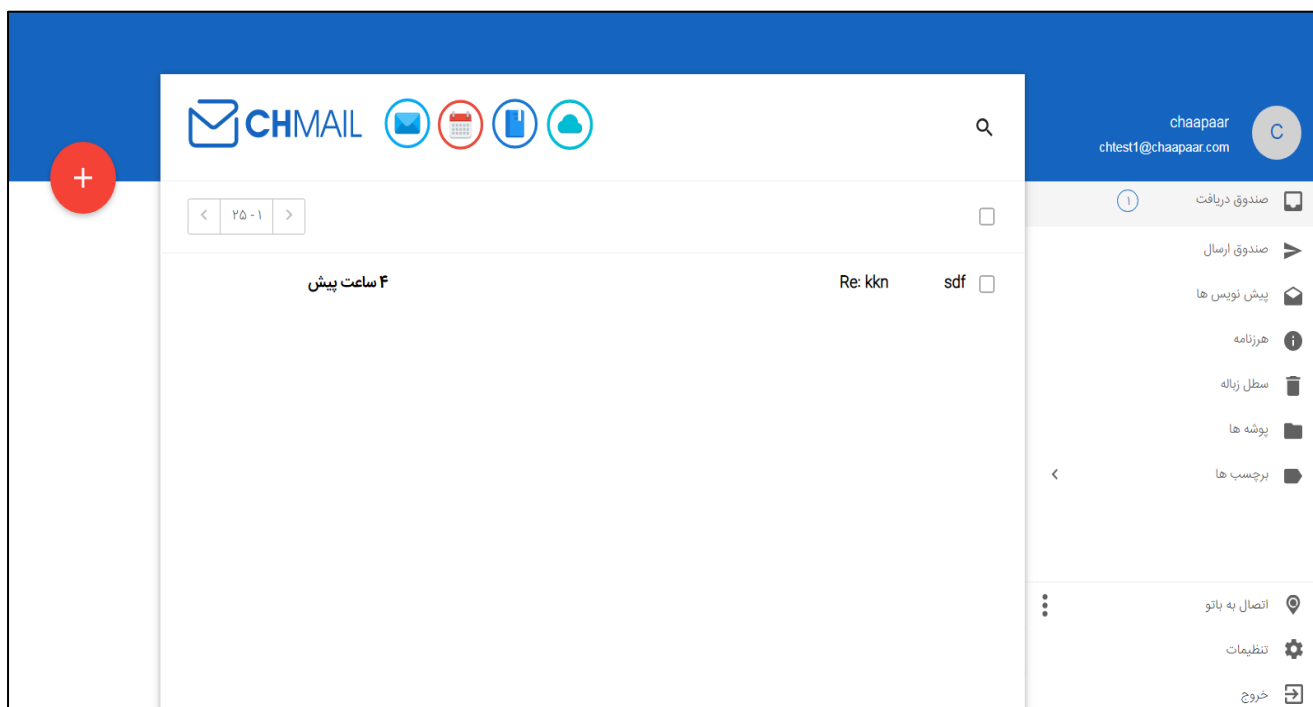 CHMAIL
chaapaar
C
chtest1@chaapaar.com
صندوق دریافت ۱
۱ - ۲۵
صندوق ارسال
sdf Re: kkn ۴ ساعت پیش
پیش نویس ها
هرزنامه
سطل زباله
پوشه ها
برچسب ها
اتصال به باتو
تنظیمات
خروج